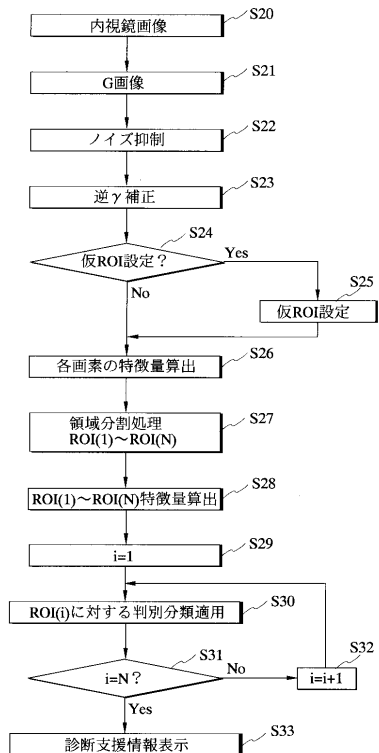 S20
内視鏡画像
S21
G画像
S22
ノイズ抑制
S23
逆γ補正
S24
仮ROI設定？
Yes
No
S25
仮ROI設定
S26
各画素の特徴量算出
S27
領域分割処理
ROI(1)～ROI(N)
S28
ROI(1)～ROI(N)特徴量算出
S29
i=1
S30
ROI(i)に対する判別分類適用
S31
i=N？
No
Yes
S32
i=i+1
S33
診断支援情報表示